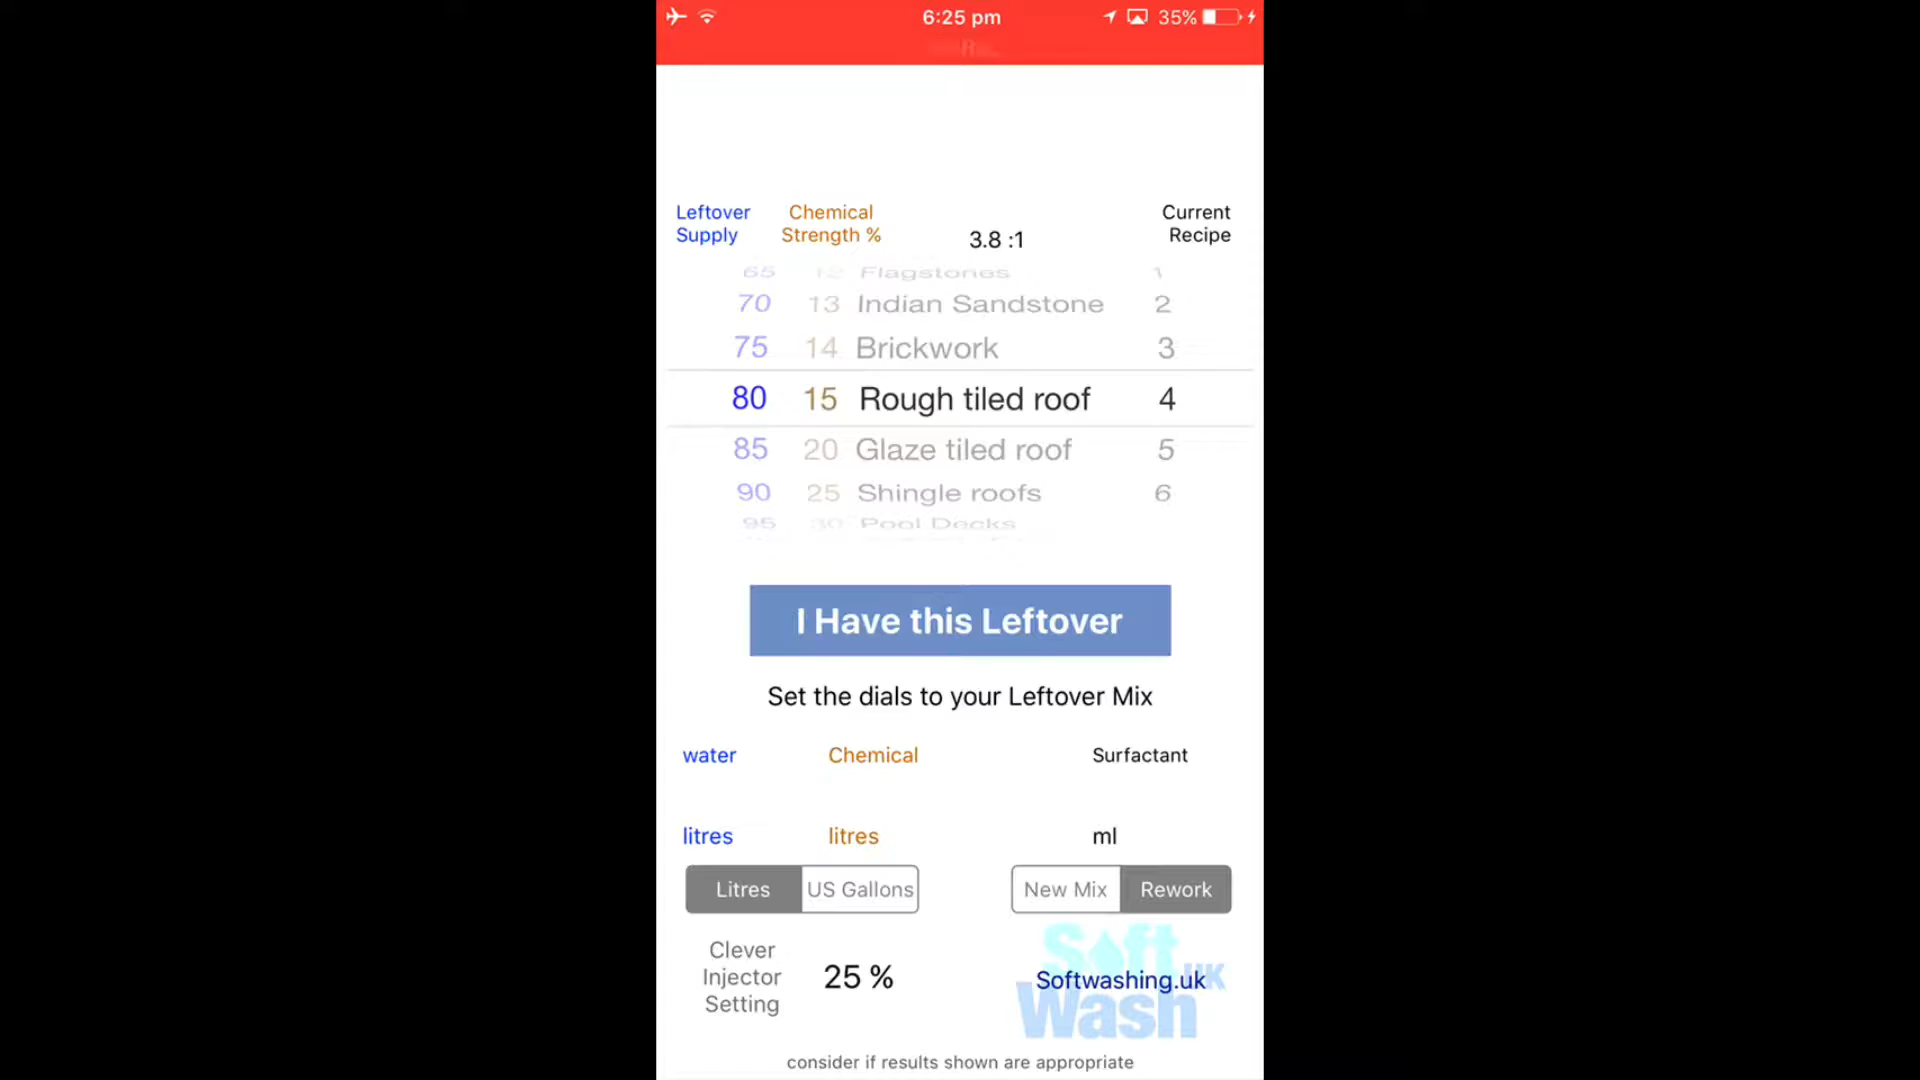 6:25 pm
35%
Leftover Supply
Chemical Strength %
3.8 :1
Current Recipe
65 12 Flagstones 1
70 13 Indian Sandstone 2
75 14 Brickwork 3
80 15 Rough tiled roof 4
85 20 Glaze tiled roof 5
90 25 Shingle roofs 6
95 30 Pool Decks
I Have this Leftover
Set the dials to your Leftover Mix
water Chemical Surfactant
litres litres ml
Litres US Gallons New Mix Rework
Clever Injector Setting
25 %
Soft Wash UK
Softwashing.uk
consider if results shown are appropriate